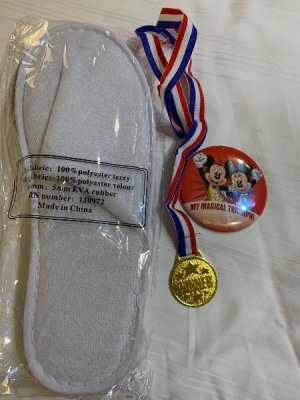 Fabric: 100% polyester terry
Fabric: 100% polyester velour
5mm EVA rubber
RN number: 110972
Made in China
WINNER
MY MAGICAL